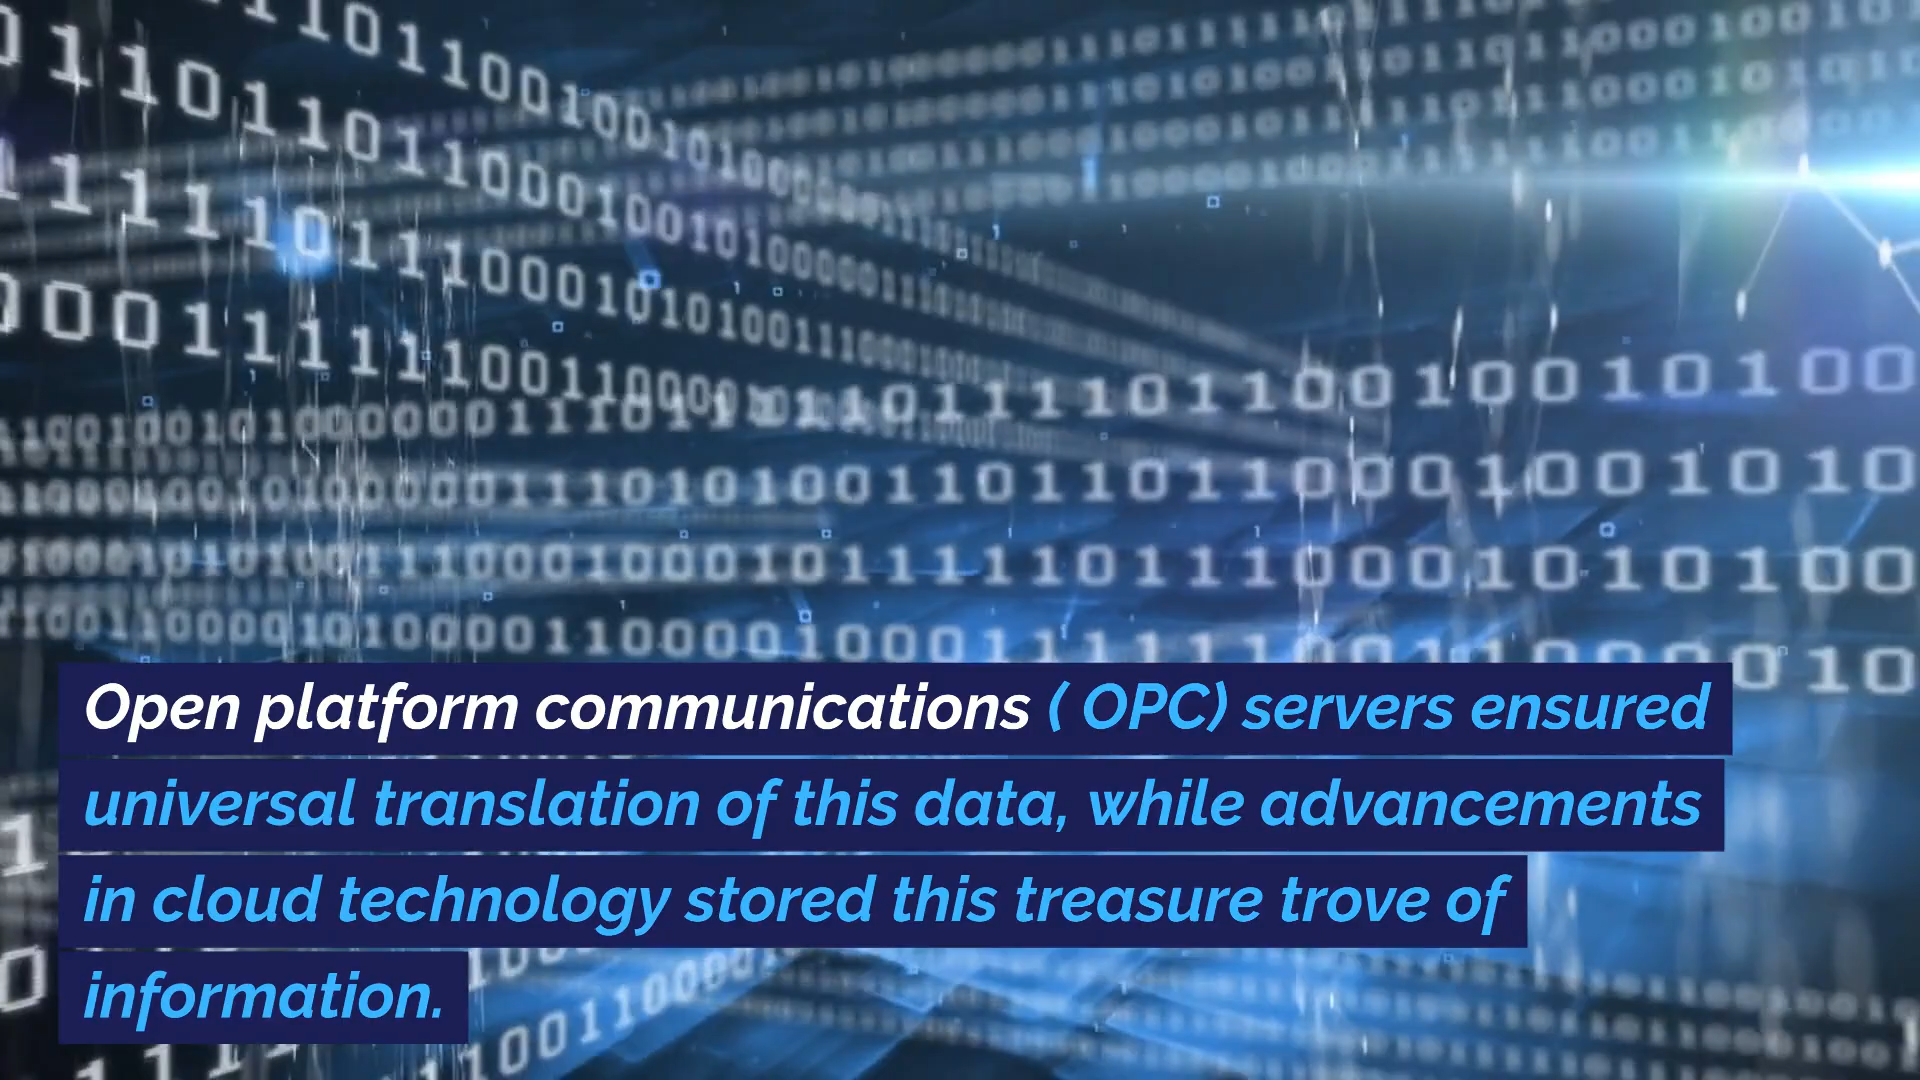 Open platform communications ( OPC) servers ensured
universal translation of this data, while advancements
in cloud technology stored this treasure trove of
information.